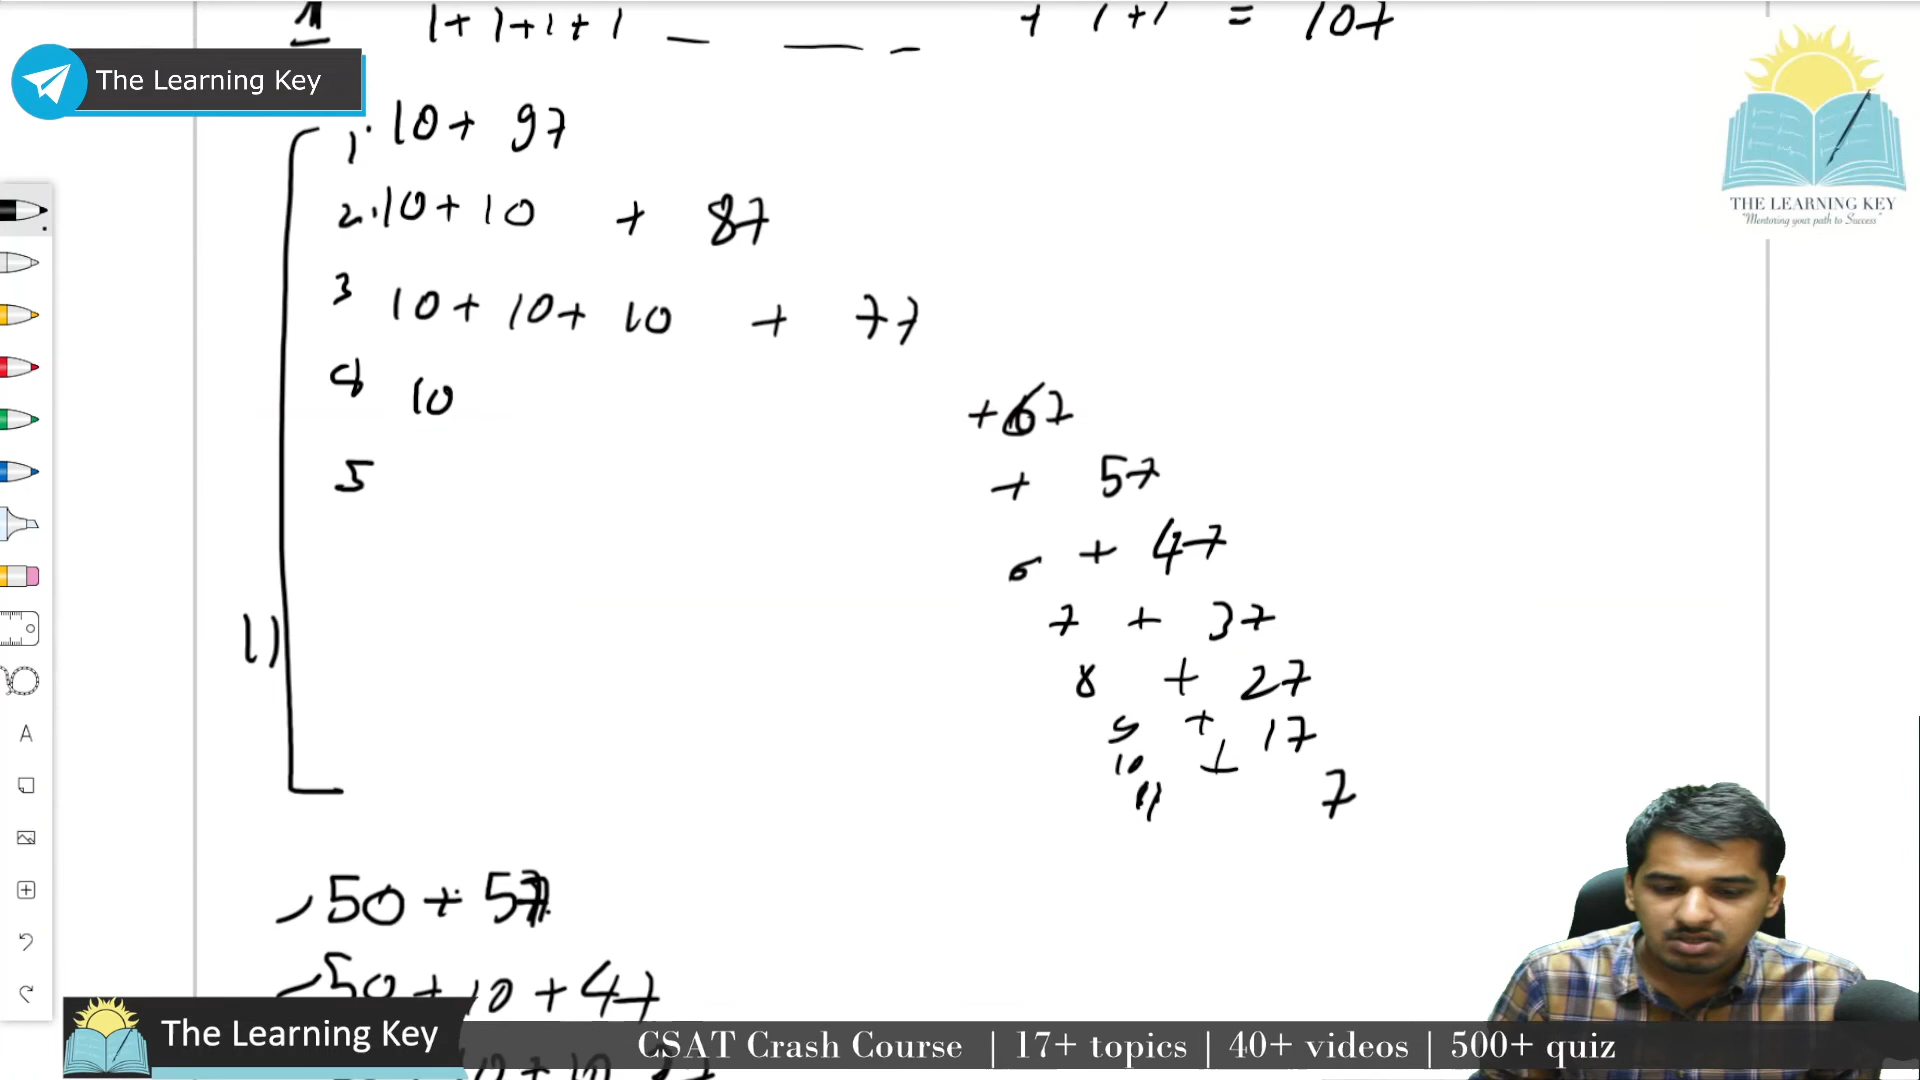 1 1+1+1+1 _ __ _ + 1+1 = 107
The Learning Key
1. 10+ 97
2. 10+ 10 + 87
3 10+ 10+ 10 + 77
4 10 +67
5 + 57
6 + 47
7 + 37
8 + 27
9 + 17
10 +
11 7
11
50 + 57
50 + 10 + 47
THE LEARNING KEY
"Mentoring your path to Success"
A
The Learning Key
CSAT Crash Course | 17+ topics | 40+ videos | 500+ quiz